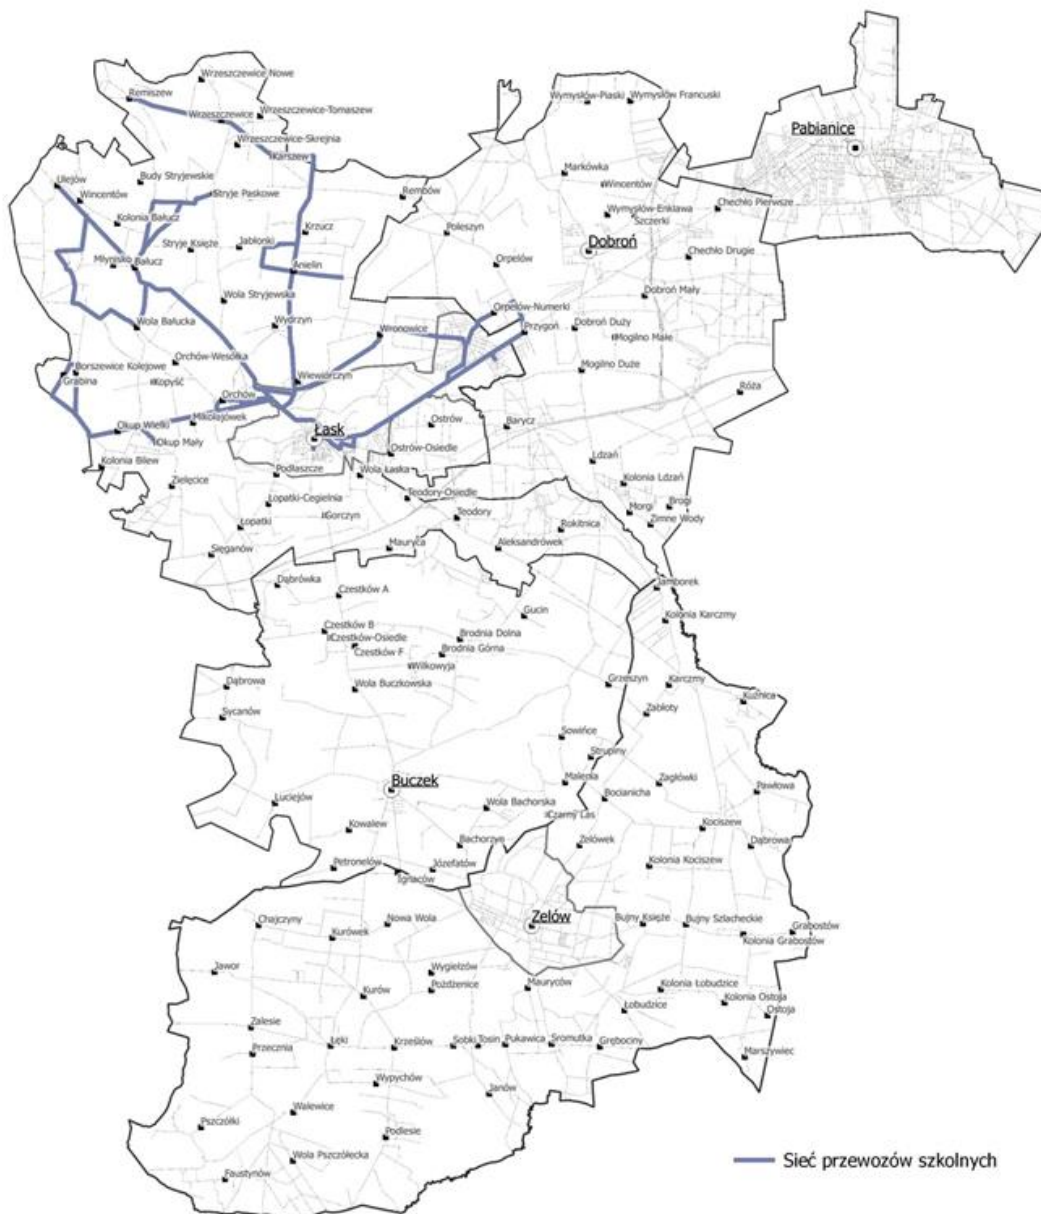 Wrzeszczewice Nowe
Remiszew
Wymysłów-Piaski
Wymysłów Francuski
Wrzeszczewice
Wrzeszczewice-Tomaszew
Pabianice
Wrzeszczewice-Skrejnia
Karszew
Markówka
Ulejów
Budy Stryjewskie
Wincentów
Wincentów
Stryje Paskowe
Rembów
Chechło Pierwsze
Kolonia Bałucz
Wymysłów-Enklawa
Szczerki
Krzucz
Poleszyn
Stryje Księże
Jabłonki
Dobroń
Chechło Drugie
Młynisko
Bałucz
Anielin
Orpelów
Wola Stryjewska
Dobroń Mały
Orpelów-Numerki
Wola Bałucka
Wydrzyn
Wronowice
Przygoń
Dobroń Duży
Mogilno Małe
Orchów-Wesółka
Borszewice Kolejowe
Grabina
Kopyść
Wiewiórczyn
Mogilno Duże
Orchów
Róża
Okup Wielki
Mikołajówek
Łask
Ostrów
Barycz
Okup Mały
Ostrów-Osiedle
Kolonia Bilew
Podłaszcze
Wola Łaska
Ldzań
Zielęcice
Kolonia Ldzań
Łopatki-Cegielnia
Teodory-Osiedle
Morgi
Brogi
Gorczyn
Teodory
Zimne Wody
Łopatki
Rokitnica
Sięganów
Mauryca
Aleksandrówek
Dąbrówka
Czestków A
Jamborek
Gucin
Kolonia Karczmy
Czestków B
Czestków-Osiedle
Brodnia Dolna
Czestków F
Brodnia Górna
Wilkowyja
Dąbrowa
Wola Buczkowska
Grzeszyn
Karczmy
Kuźnica
Sycanów
Zabłoty
Sowińce
Strupiny
Buczek
Malenia
Zagłówki
Pawłowa
Luciejów
Wola Bachorska
Bocianicha
Czarny Las
Kowalew
Kociszew
Bachorzyn
Zelówek
Dąbrowa
Petronelów
Ignaców
Józefatów
Kolonia Kociszew
Chajczyny
Nowa Wola
Zelów
Bujny Księże
Bujny Szlacheckie
Grabostów
Kurówek
Kolonia Grabostów
Jawor
Wygiełzów
Kurów
Pożdżenice
Mauryców
Kolonia Łobudzice
Łobudzice
Kolonia Ostoja
Ostoja
Zalesie
Przecznia
Łęki
Kreślów
Sobki
Tosin
Pukawica
Sromutka
Grębociny
Marszywiec
Wypychów
Janów
Walewice
Pszczółki
Podlesie
Wola Pszczółecka
Faustynów
Sieć przewozów szkolnych